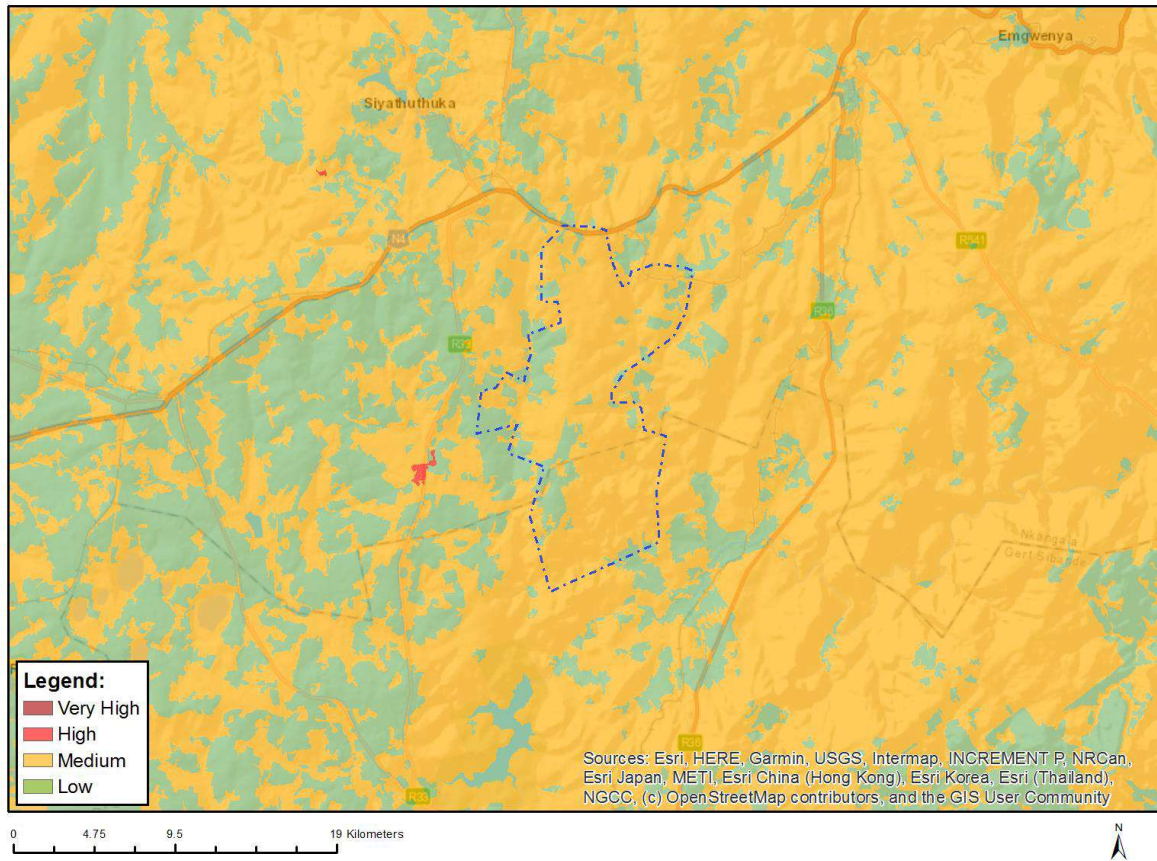 Emgwenya
Siyathuthuka
N4
R541
R36
R33
Nkangala
Gert Sibande
Legend:
Very High
High
Medium
Low
R36
R33
Sources: Esri, HERE, Garmin, USGS, Intermap, INCREMENT P, NRCan,
Esri Japan, METI, Esri China (Hong Kong), Esri Korea, Esri (Thailand),
NGCC, (c) OpenStreetMap contributors, and the GIS User Community
0 4.75 9.5 19 Kilometers
N